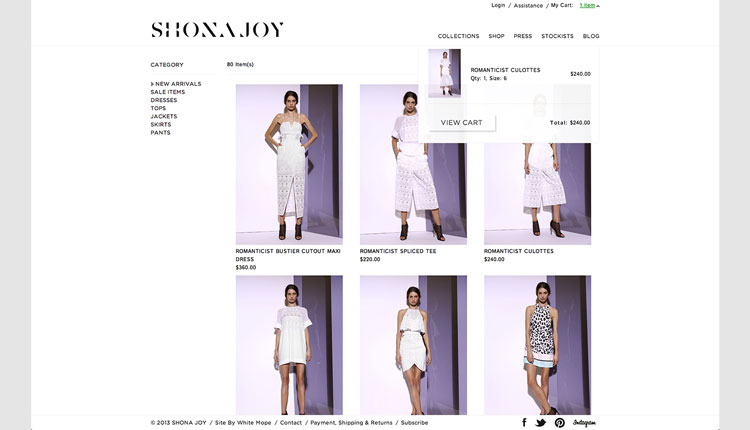 Login / Assistance / My Cart: 1 item
SHONA JOY
COLLECTIONS SHOP PRESS STOCKISTS BLOG
CATEGORY
80 Item(s)
NEW ARRIVALS
SALE ITEMS
DRESSES
TOPS
JACKETS
SKIRTS
PANTS
ROMANTICIST CULOTTES
Qty: 1, Size: 6
$240.00
VIEW CART
Total: $240.00
ROMANTICIST BUSTIER CUTOUT MAXI
DRESS
$360.00
ROMANTICIST SPLICED TEE
$220.00
ROMANTICIST CULOTTES
$240.00
© 2013 SHONA JOY / Site By White Hope / Contact / Payment, Shipping & Returns / Subscribe
Instagram